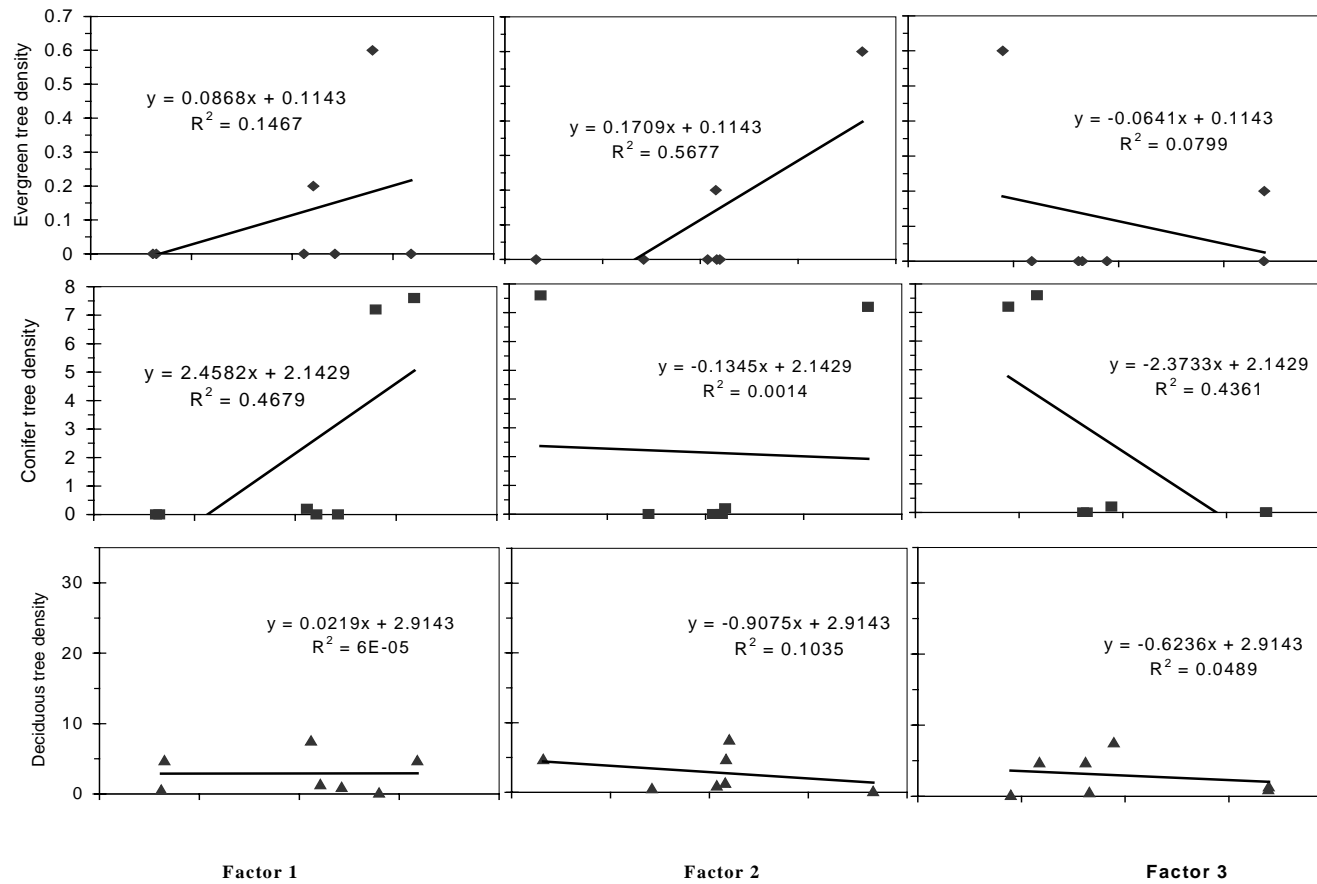 Evergreen tree density
0.7
0.6
0.5
0.4
0.3
0.2
0.1
0
y = 0.0868x + 0.1143
R² = 0.1467
y = 0.1709x + 0.1143
R² = 0.5677
y = -0.0641x + 0.1143
R² = 0.0799
Conifer tree density
8
7
6
5
4
3
2
1
0
y = 2.4582x + 2.1429
R² = 0.4679
y = -0.1345x + 2.1429
R² = 0.0014
y = -2.3733x + 2.1429
R² = 0.4361
Deciduous tree density
30
20
10
0
y = 0.0219x + 2.9143
R² = 6E-05
y = -0.9075x + 2.9143
R² = 0.1035
y = -0.6236x + 2.9143
R² = 0.0489
Factor 1
Factor 2
Factor 3